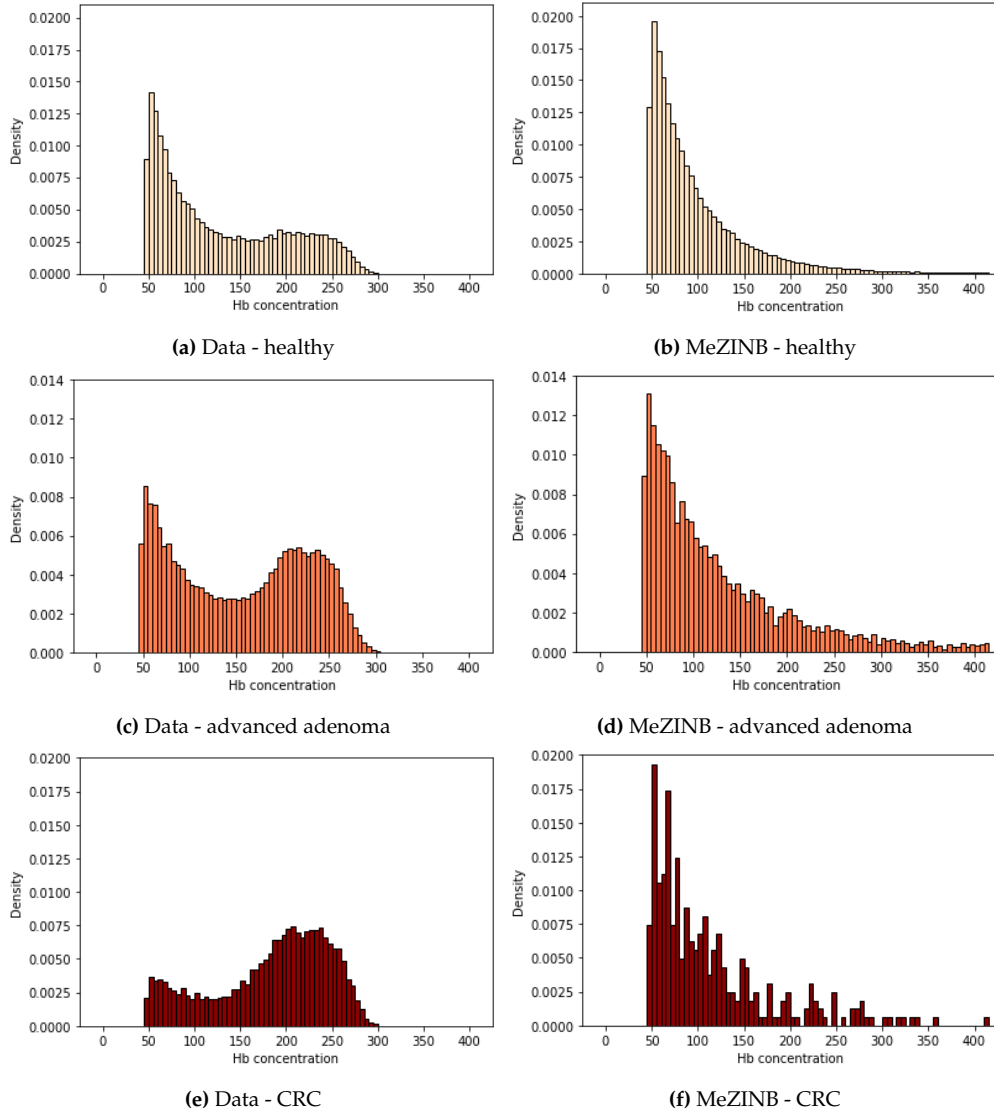 0.0200
0.0175
0.0150
0.0125
0.0100
0.0075
0.0050
0.0025
0.0000
Density
0 50 100 150 200 250 300 350 400
Hb concentration
(a) Data - healthy
0.0200
0.0175
0.0150
0.0125
0.0100
0.0075
0.0050
0.0025
0.0000
Density
0 50 100 150 200 250 300 350 400
Hb concentration
(b) MeZINB - healthy
0.014
0.012
0.010
0.008
0.006
0.004
0.002
0.000
Density
0 50 100 150 200 250 300 350 400
Hb concentration
(c) Data - advanced adenoma
0.014
0.012
0.010
0.008
0.006
0.004
0.002
0.000
Density
0 50 100 150 200 250 300 350 400
Hb concentration
(d) MeZINB - advanced adenoma
0.0200
0.0175
0.0150
0.0125
0.0100
0.0075
0.0050
0.0025
0.0000
Density
0 50 100 150 200 250 300 350 400
Hb concentration
(e) Data - CRC
0.0200
0.0175
0.0150
0.0125
0.0100
0.0075
0.0050
0.0025
0.0000
Density
0 50 100 150 200 250 300 350 400
Hb concentration
(f) MeZINB - CRC